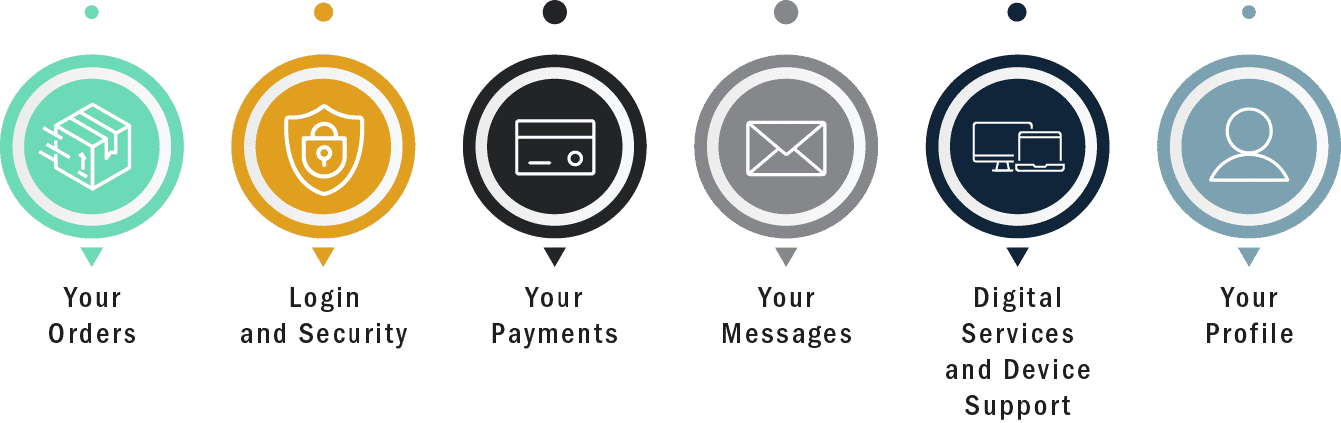 Your
Orders
Login
and Security
Your
Payments
Your
Messages
Digital
Services
and Device
Support
Your
Profile